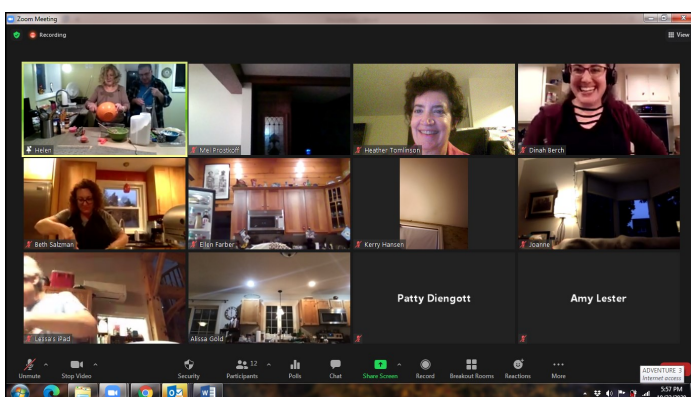 Zoom Meeting
Recording
View
Helen
Mel Prostkoff
Heather Tomlinson
Dinah Berch
Beth Salzman
Ellen Farber
Kerry Hansen
Joanne
Lessa's iPad
Alissa Gold
Patty Diengott
Amy Lester
Unmute
Stop Video
Security
12
Participants
Polls
Chat
Share Screen
Record
Breakout Rooms
Reactions
More
ADVENTURE 3
Internet access
5:57 PM